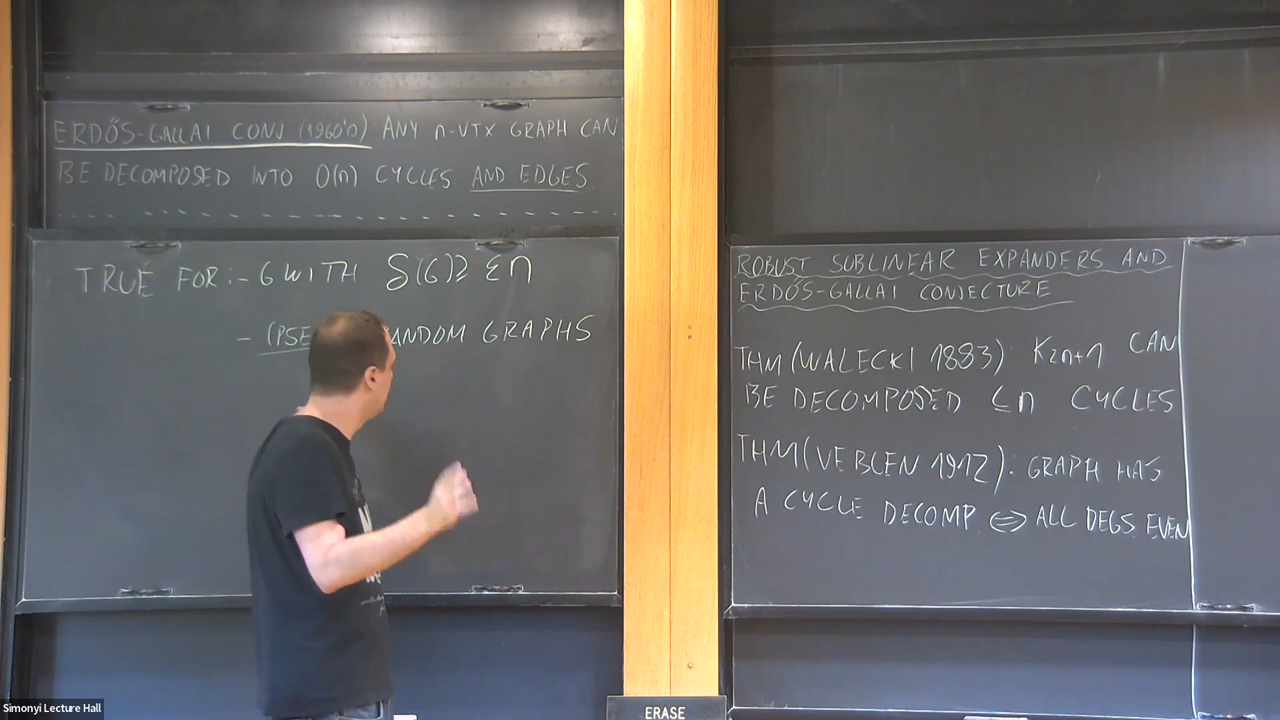 ERDŐS-GALLAI CONJ (1960's) ANY n-VTX GRAPH CAN
BE DECOMPOSED INTO O(n) CYCLES AND EDGES.
TRUE FOR:- G WITH δ(G)≥ εn
- (PSE ANDOM GRAPHS
ROBUST SUBLINEAR EXPANDERS AND
ERDŐS-GALLAI CONJECTURE
THM (WALECKI 1883) K2n+1 CAN
BE DECOMPOSED ≤n CYCLES
THM (VEBLEN 1912): GRAPH HAS
A CYCLE DECOMP ⇔ ALL DEGS EVEN
ERASE
Simonyi Lecture Hall